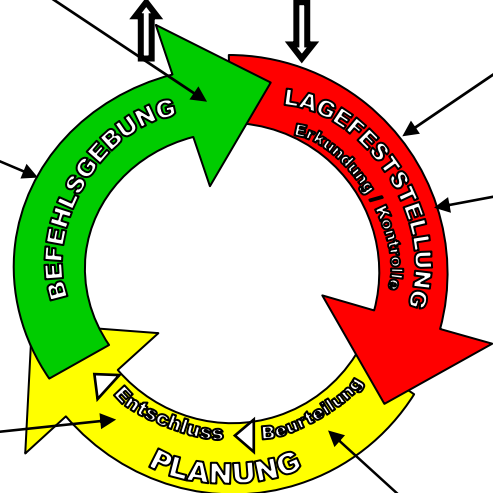 BEFEHLSGEBUNG
LAGEFESTSTELLUNG
Erkundung / Kontrolle
Entschluss
Beurteilung
PLANUNG